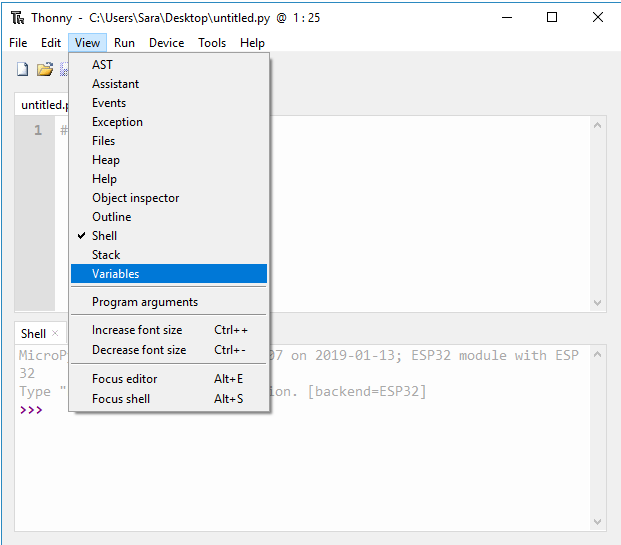 Thonny - C:\Users\Sara\Desktop\untitled.py @ 1 : 25
File Edit View Run Device Tools Help
AST
Assistant
Events
Exception
Files
Heap
Help
Object inspector
Outline
✓ Shell
Stack
Variables
Program arguments
Increase font size Ctrl++
Decrease font size Ctrl+-
Focus editor Alt+E
Focus shell Alt+S
untitled.p
1 #
Shell ×
MicroP 07 on 2019-01-13; ESP32 module with ESP
32
Type " ion. [backend=ESP32]
>>>